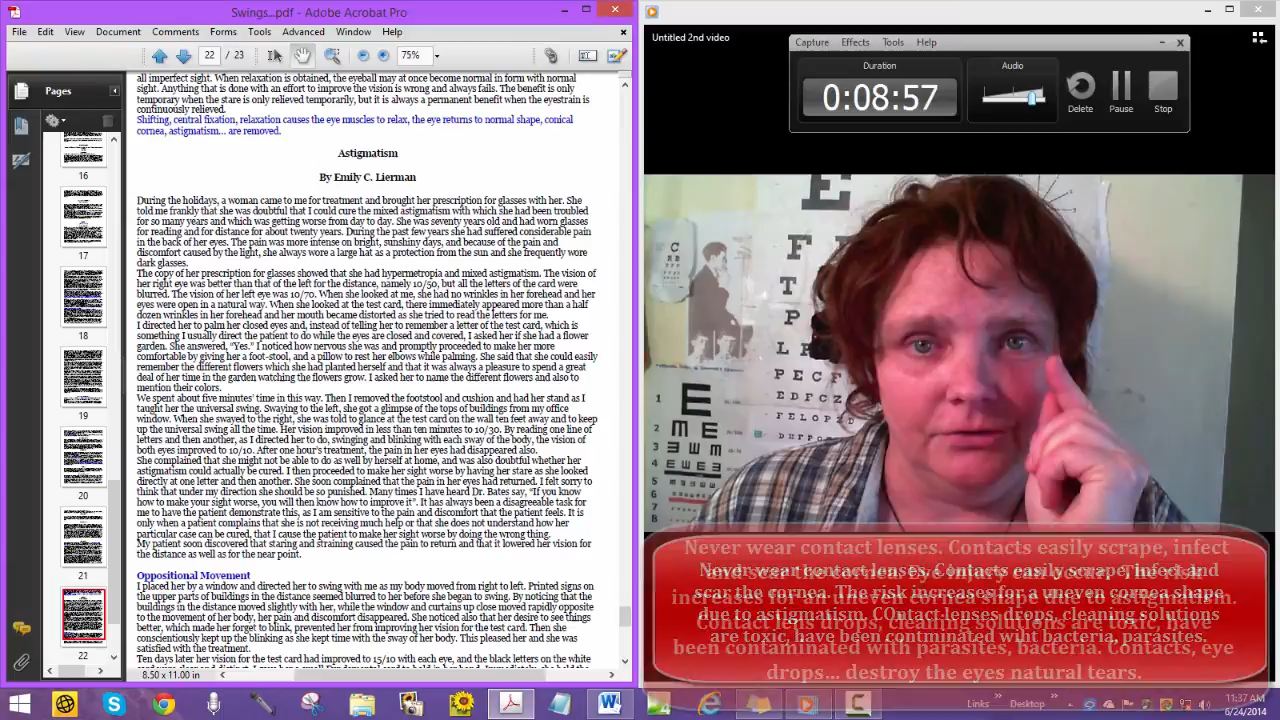 Swings...pdf - Adobe Acrobat Pro
File Edit View Document Comments Forms Tools Advanced Window Help
22 / 23 75%
Pages
16
17
18
19
20
21
22
all imperfect sight. When relaxation is obtained, the eyeball may at once become normal in form with normal
sight. Anything that is done with an effort to improve the vision is wrong and always fails. The benefit is only
temporary when the stare is only relieved temporarily, but it is always a permanent benefit when the eyestrain is
continuously relieved.
Shifting, central fixation, relaxation causes the eye muscles to relax, the eye returns to normal shape, conical
cornea, astigmatism... are removed.
Astigmatism
By Emily C. Lierman
During the holidays, a woman came to me for treatment and brought her prescription for glasses with her. She
told me frankly that she was doubtful that I could cure the mixed astigmatism with which she had been troubled
for so many years and which was getting worse from day to day. She was seventy years old and had worn glasses
for reading and for distance for about twenty years. During the past few years she had suffered considerable pain
in the back of her eyes. The pain was more intense on bright, sunshiny days, and because of the pain and
discomfort caused by the light, she always wore a large hat as a protection from the sun and she frequently wore
dark glasses.
The copy of her prescription for glasses showed that she had hypermetropia and mixed astigmatism. The vision of
her right eye was better than that of the left for the distance, namely 10/50, but all the letters of the card were
blurred. The vision of her left eye was 10/70. When she looked at me, she had no wrinkles in her forehead and her
eyes were open in a natural way. When she looked at the test card, there immediately appeared more than a half
dozen wrinkles in her forehead and her mouth became distorted as she tried to read the letters for me.
I directed her to palm her closed eyes and, instead of telling her to remember a letter of the test card, which is
something I usually direct the patient to do while the eyes are closed and covered, I asked her if she had a flower
garden. She answered, "Yes." I noticed how nervous she was and promptly proceeded to make her more
comfortable by giving her a foot-stool, and a pillow to rest her elbows while palming. She said that she could easily
remember the different flowers which she had planted herself and that it was always a pleasure to spend a great
deal of her time in the garden watching the flowers grow. I asked her to name the different flowers and also to
mention their colors.
We spent about five minutes' time in this way. Then I removed the footstool and cushion and had her stand as I
taught her the universal swing. Swaying to the left, she got a glimpse of the tops of buildings from my office
window. When she swayed to the right, she was told to glance at the test card on the wall ten feet away and to keep
up the universal swing all the time. Her vision improved in less than ten minutes to 10/30. By reading one line of
letters and then another, as I directed her to do, swinging and blinking with each sway of the body, the vision of
both eyes improved to 10/10. After one hour's treatment, the pain in her eyes had disappeared also.
She complained that she might not be able to do as well by herself at home, and was also doubtful whether her
astigmatism could actually be cured. I then proceeded to make her sight worse by having her stare as she looked
directly at one letter and then another. She soon complained that the pain in her eyes had returned. I felt sorry to
think that under my direction she should be so punished. Many times I have heard Dr. Bates say, "If you know
how to make your sight worse, you will then know how to improve it". It has always been a disagreeable task for
me to have the patient demonstrate this, as I am sensitive to the pain and discomfort that the patient feels. It is
only when a patient complains that she is not receiving much help or that she does not understand how her
particular case can be cured, that I cause the patient to make her sight worse by doing the wrong thing.
My patient soon discovered that staring and straining caused the pain to return and that it lowered her vision for
the distance as well as for the near point.
Oppositional Movement
I placed her by a window and directed her to swing with me as my body moved from right to left. Printed signs on
the upper parts of buildings in the distance seemed blurred to her before she began to swing. By noticing that the
buildings in the distance moved slightly with her, while the window and curtains up close moved rapidly opposite
to the movement of her body, her pain and discomfort disappeared. She noticed also that her desire to see things
better, which made her forget to blink, prevented her from improving her vision for the test card. Then she
conscientiously kept up the blinking as she kept time with the sway of her body. This pleased her and she was
satisfied with the treatment.
Ten days later her vision for the test card had improved to 15/10 with each eye, and the black letters on the white
8.50 x 11.00 in
Untitled 2nd video
Capture Effects Tools Help
Duration
0:08:57
Audio
Delete Pause Stop
E
F
T
P
L P
P E C F
E D F C
F E L O P Z
1
2
3
4
5
6
7
8
Never wear contact lenses. Contacts easily scrape, infect
Never wear contact lenses. Contacts easily scrape, infect and
scar the cornea. The risk increases for a uneven cornea shape
increases for an uneven cornea shape due to astigmatism.
due to astigmatism. COntact lenses drops, cleaning solutions
are toxic, have been contminated wiht bacteria, parasites.
been contaminated with parasites, bacteria. Contacts, eye
drops... destroy the eyes natural tears.
Links Desktop
11:37 AM
6/24/2014